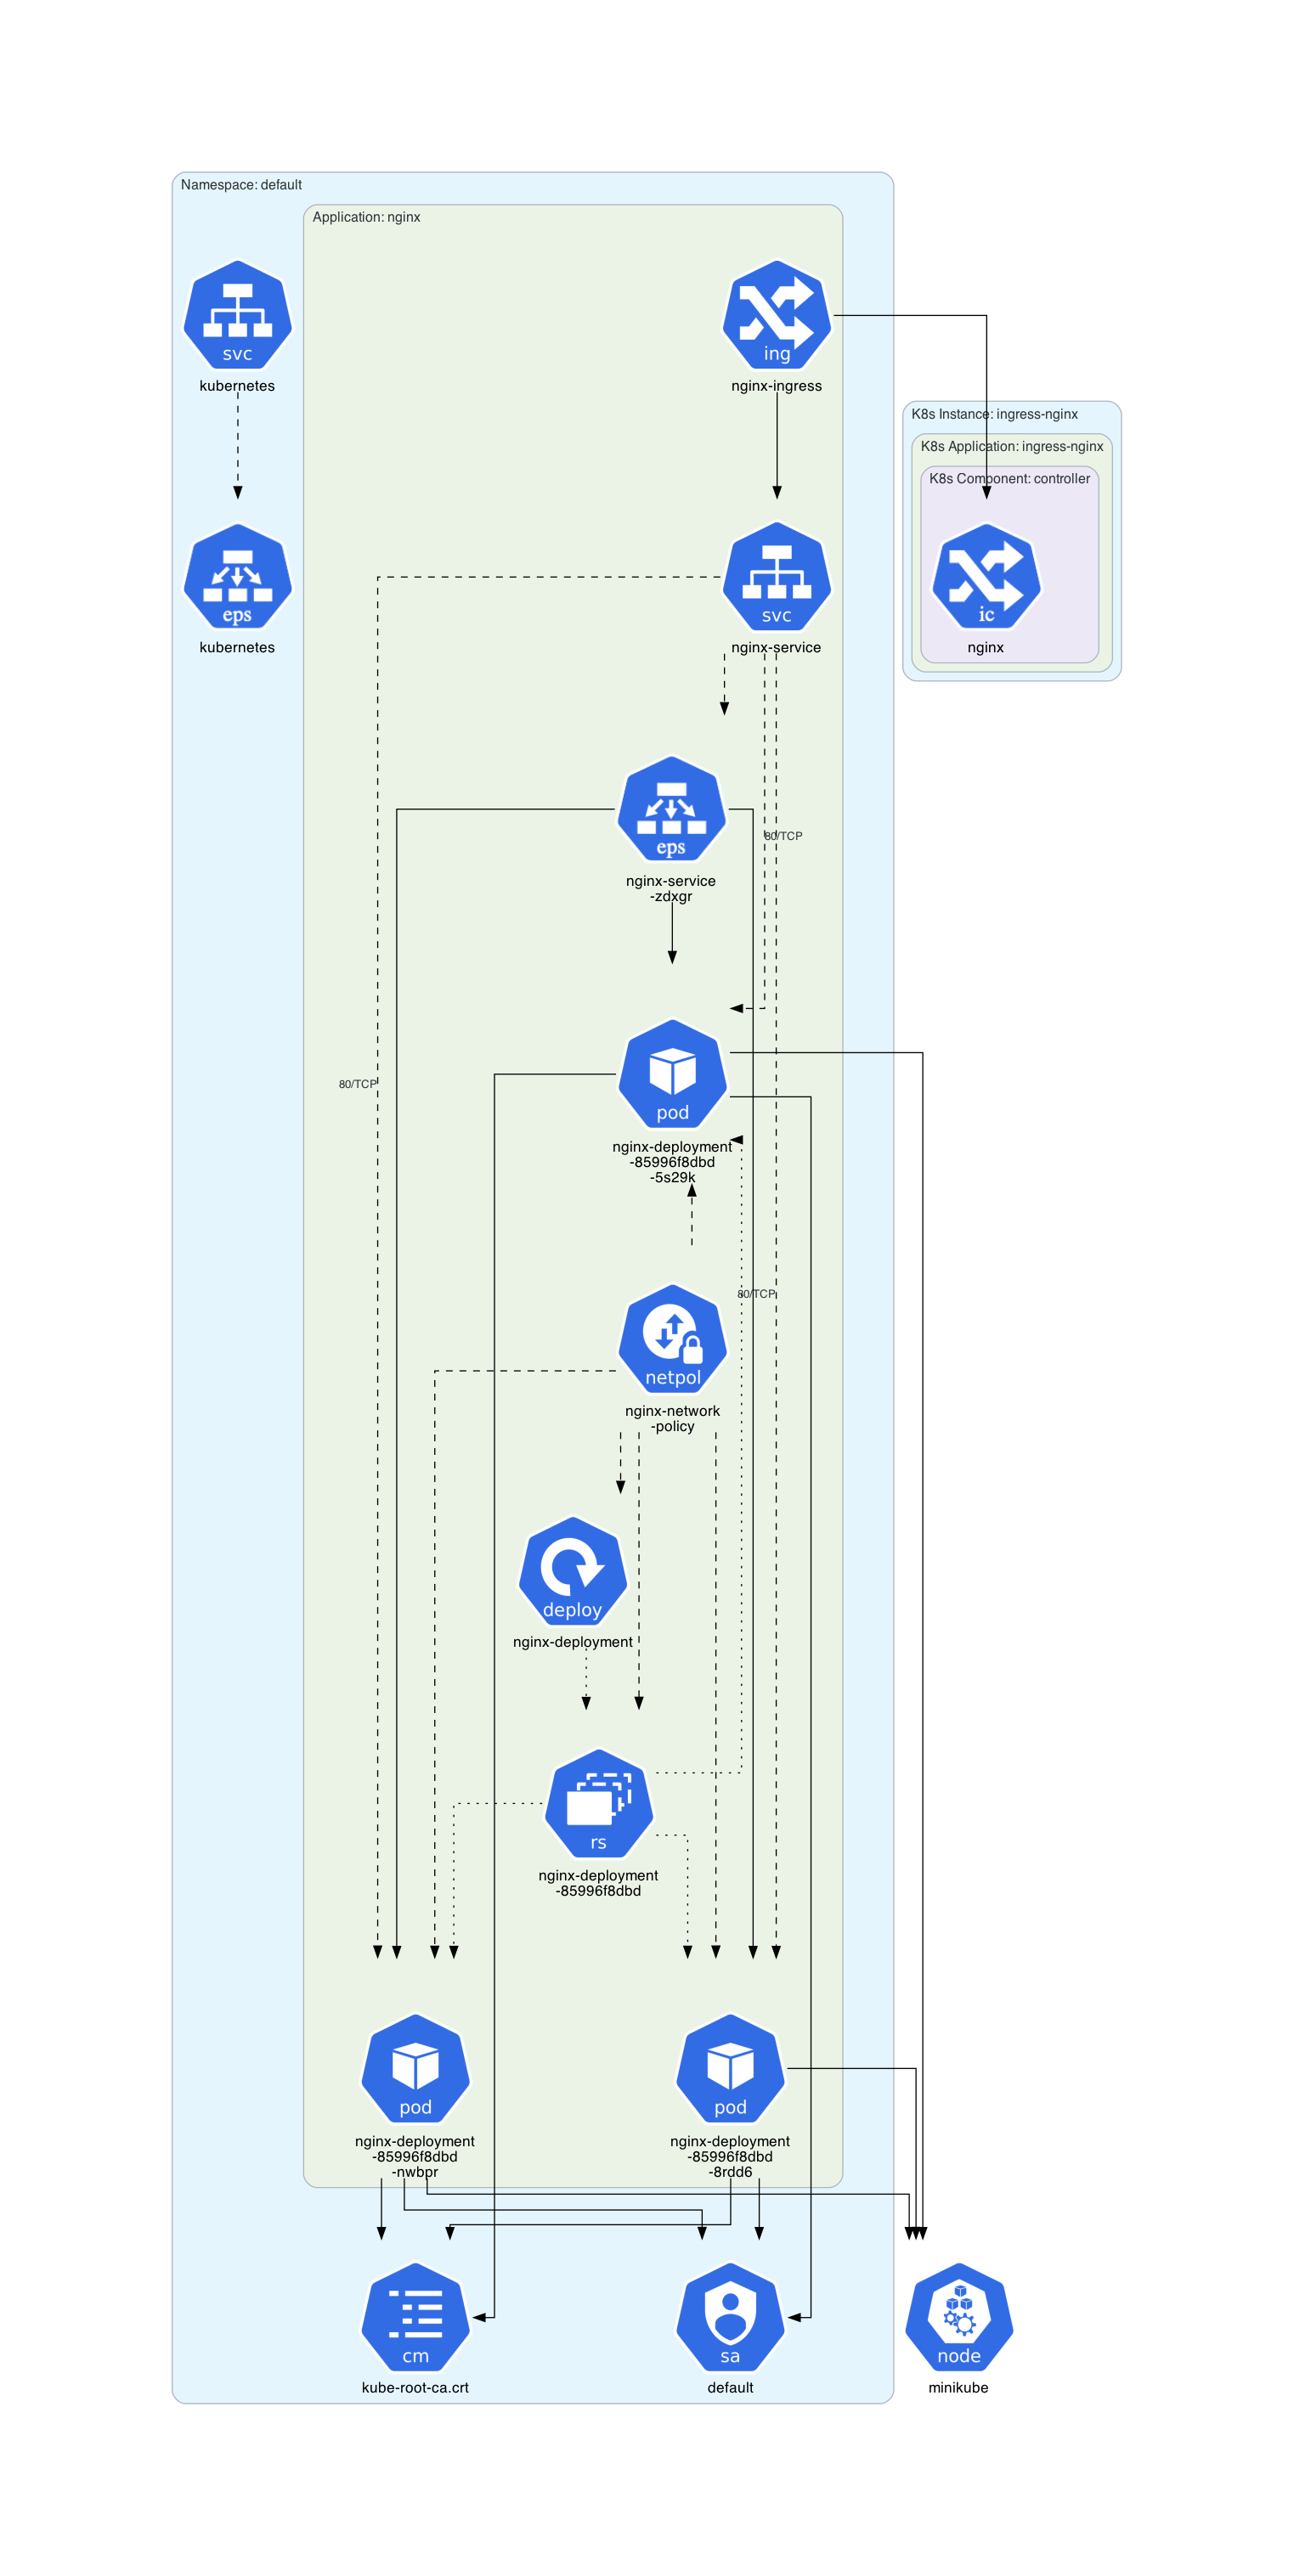 Namespace: default
Application: nginx
svc
kubernetes
ing
nginx-ingress
K8s Instance: ingress-nginx
K8s Application: ingress-nginx
K8s Component: controller
eps
kubernetes
svc
nginx-service
ic
nginx
eps
nginx-service
-zdxgr
80/TCP
pod
nginx-deployment
-85996f8dbd
-5s29k
80/TCP
80/TCP
netpol
nginx-network
-policy
deploy
nginx-deployment
rs
nginx-deployment
-85996f8dbd
pod
nginx-deployment
-85996f8dbd
-nwbpr
pod
nginx-deployment
-85996f8dbd
-8rdd6
cm
kube-root-ca.crt
sa
default
node
minikube